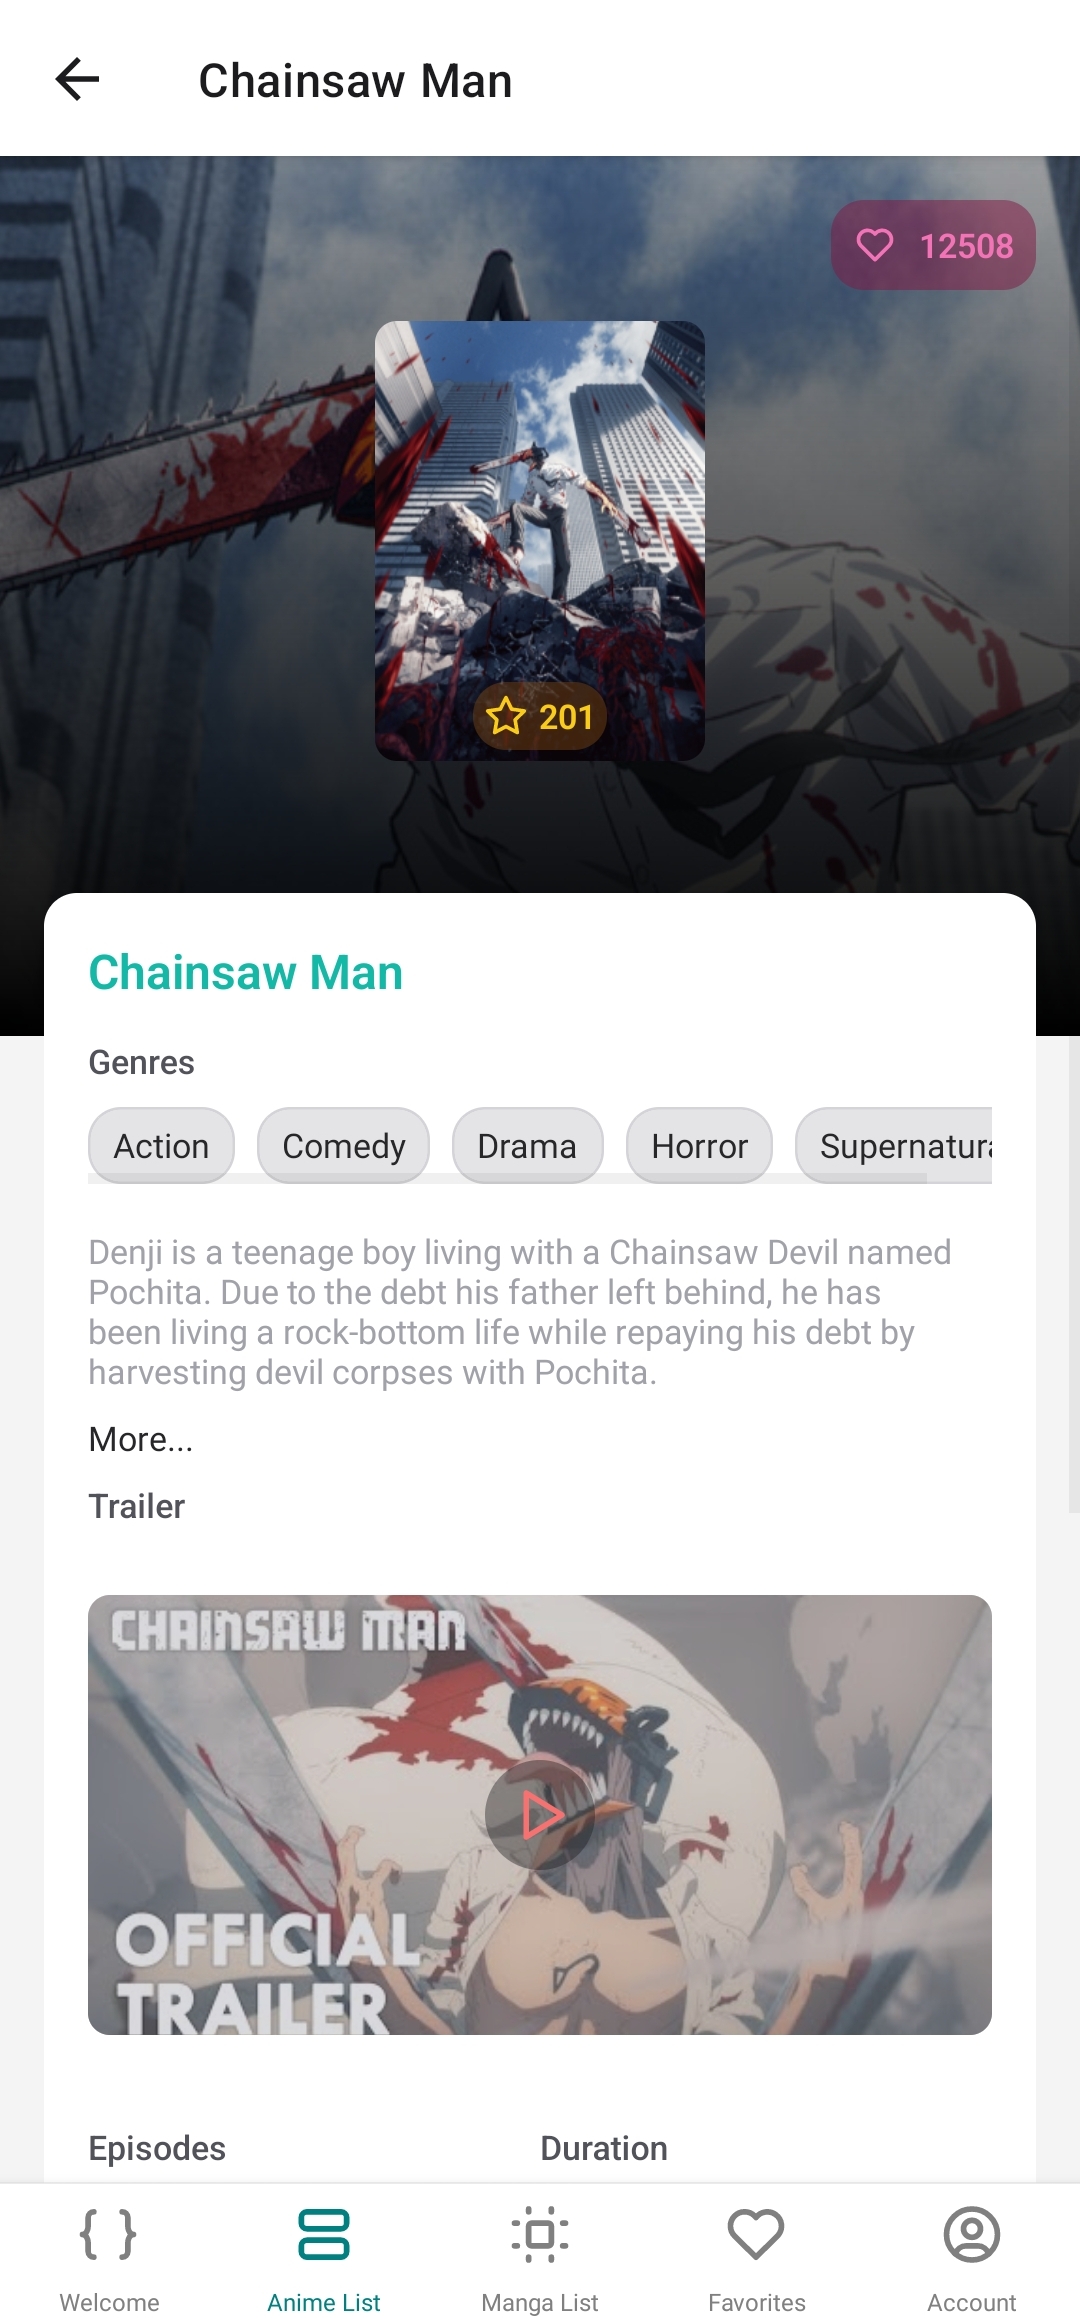 Chainsaw Man
12508
201
Chainsaw Man
Genres
Action Comedy Drama Horror Supernatura
Denji is a teenage boy living with a Chainsaw Devil named
Pochita. Due to the debt his father left behind, he has
been living a rock-bottom life while repaying his debt by
harvesting devil corpses with Pochita.
More...
Trailer
CHAINSAW MAN
OFFICIAL
TRAILER
Episodes Duration
Welcome Anime List Manga List Favorites Account